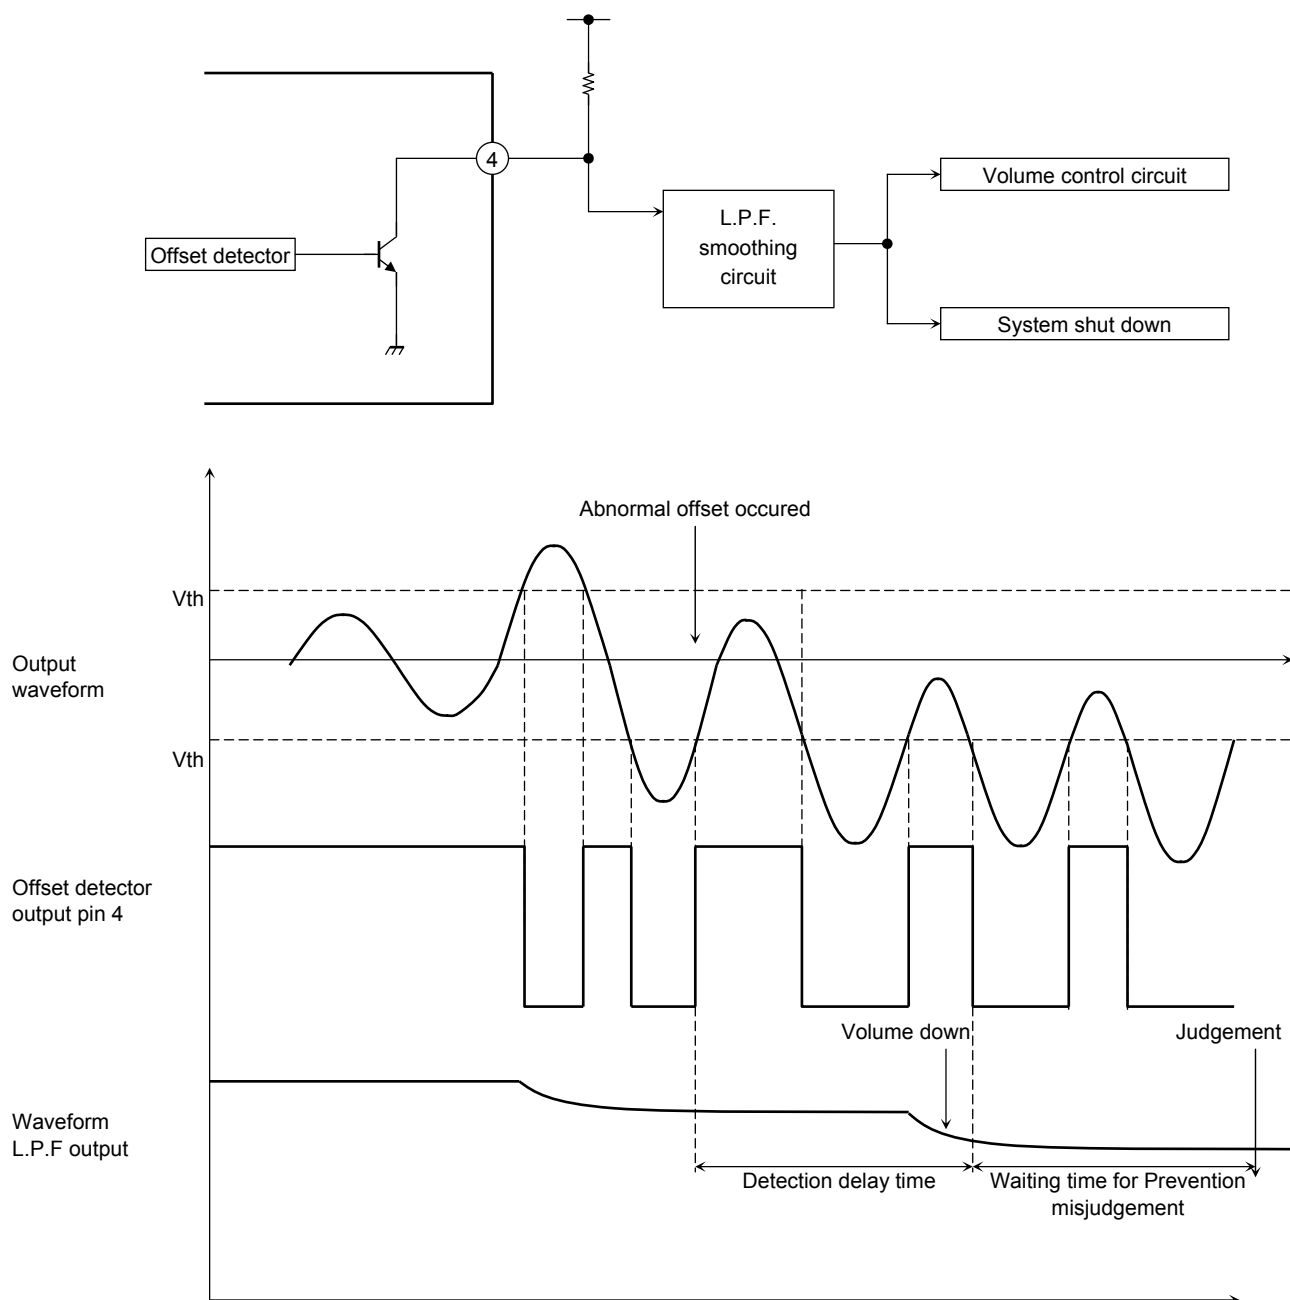 4
Volume control circuit
L.P.F.
smoothing
circuit
Offset detector
System shut down
Abnormal offset occured
Vth
Output
waveform
Vth
Offset detector
output pin 4
Volume down
Judgement
Waveform
L.P.F output
Detection delay time
Waiting time for Prevention
misjudgement